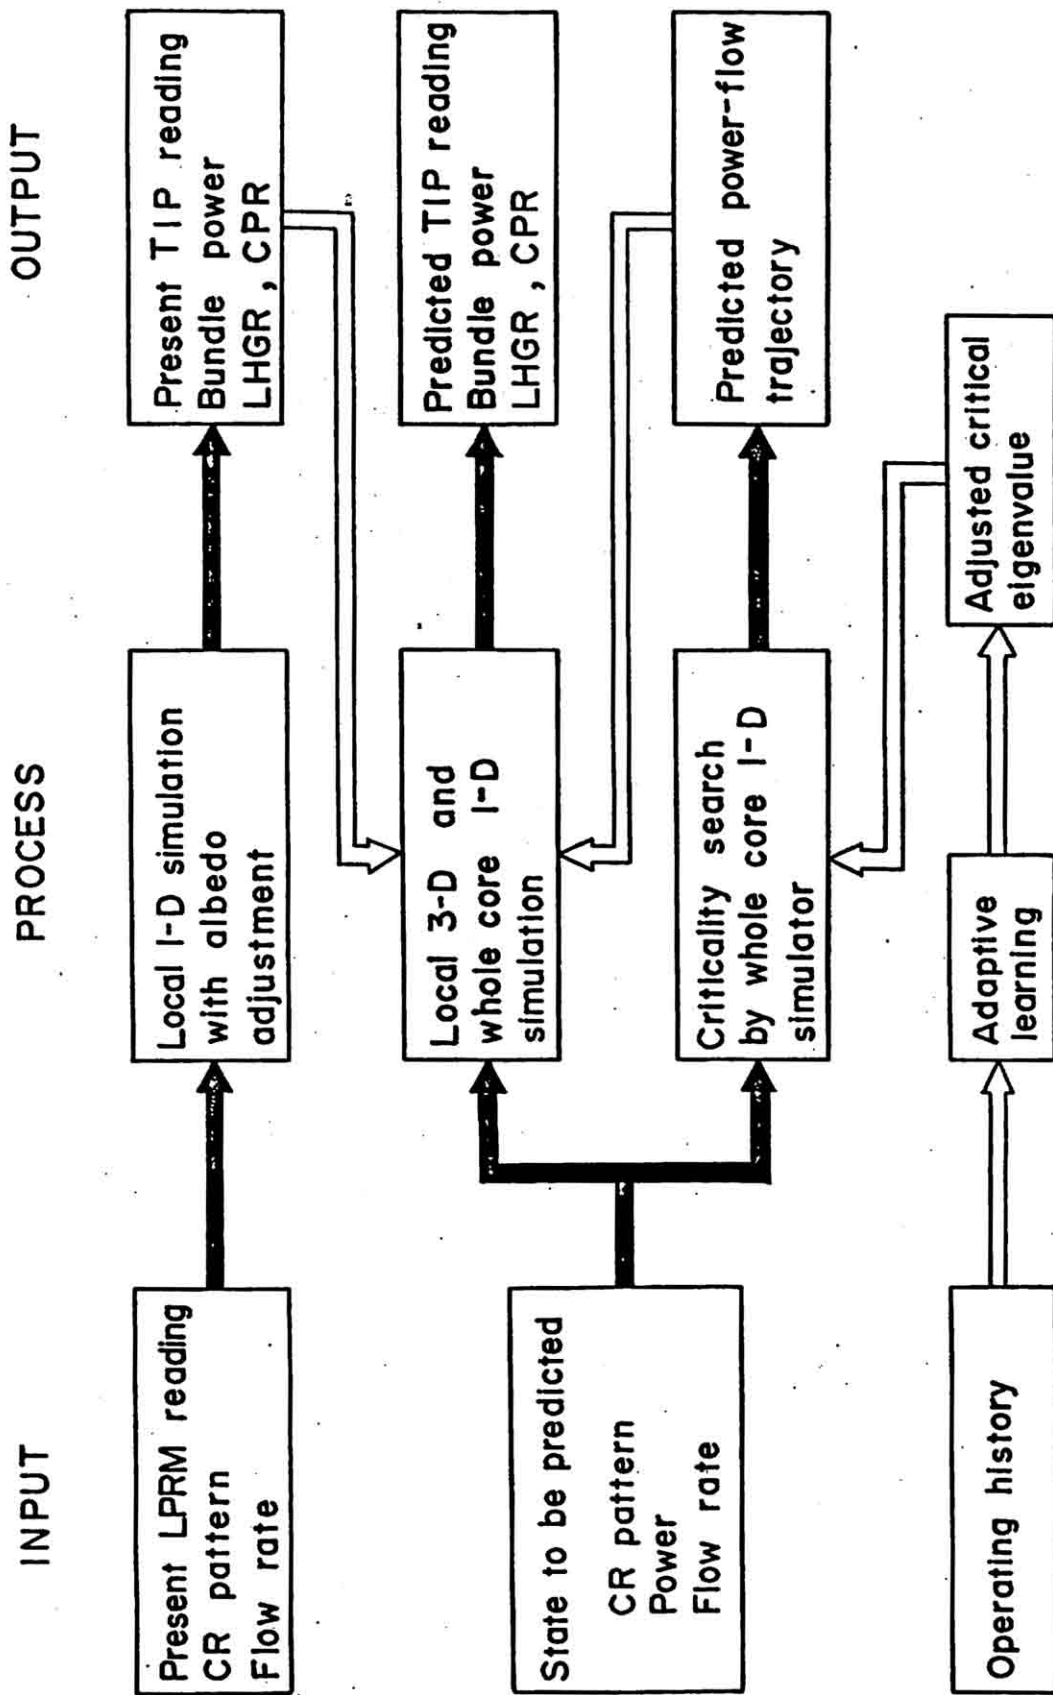 INPUT
PROCESS
OUTPUT
Present LPRM reading
CR pattern
Flow rate
Local 1-D simulation
with albedo
adjustment
Present TIP reading
Bundle power
LHGR , CPR
State to be predicted
CR pattern
Power
Flow rate
Local 3-D and
whole core 1-D
simulation
Predicted TIP reading
Bundle power
LHGR , CPR
Criticality search
by whole core 1-D
simulator
Predicted power-flow
trajectory
Operating history
Adaptive
learning
Adjusted critical
eigenvalue